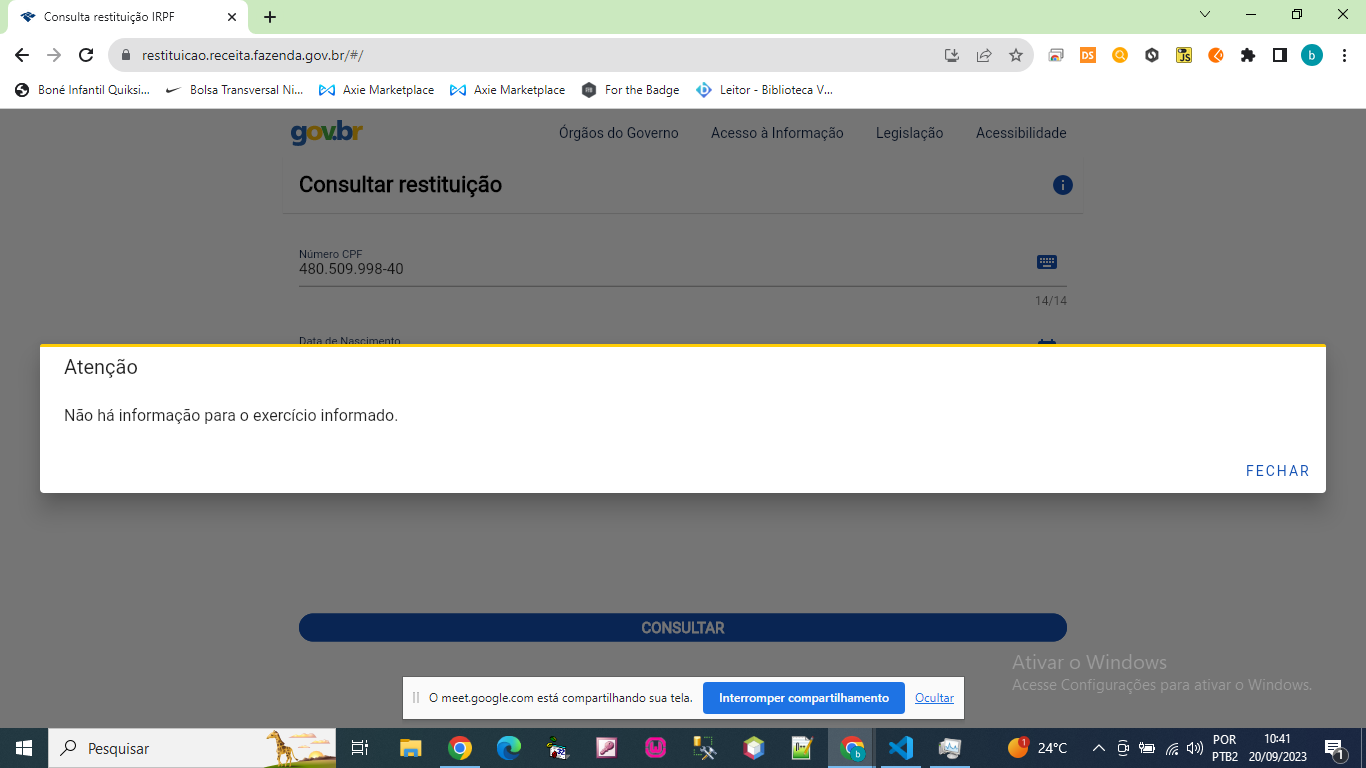 Consulta restituição IRPF
restituicao.receita.fazenda.gov.br/#/
DS
JS
b
Boné Infantil Quiksi... Bolsa Transversal Ni... Axie Marketplace Axie Marketplace For the Badge Leitor - Biblioteca V...
gov.br
Órgãos do Governo Acesso à Informação Legislação Acessibilidade
Consultar restituição
Número CPF
480.509.998-40
14/14
Data de Nascimento
Atenção
Não há informação para o exercício informado.
FECHAR
CONSULTAR
Ativar o Windows
Acesse Configurações para ativar o Windows.
O meet.google.com está compartilhando sua tela. Interromper compartilhamento Ocultar
Pesquisar
b
1
24°C
POR
PTB2
10:41
20/09/2023
1